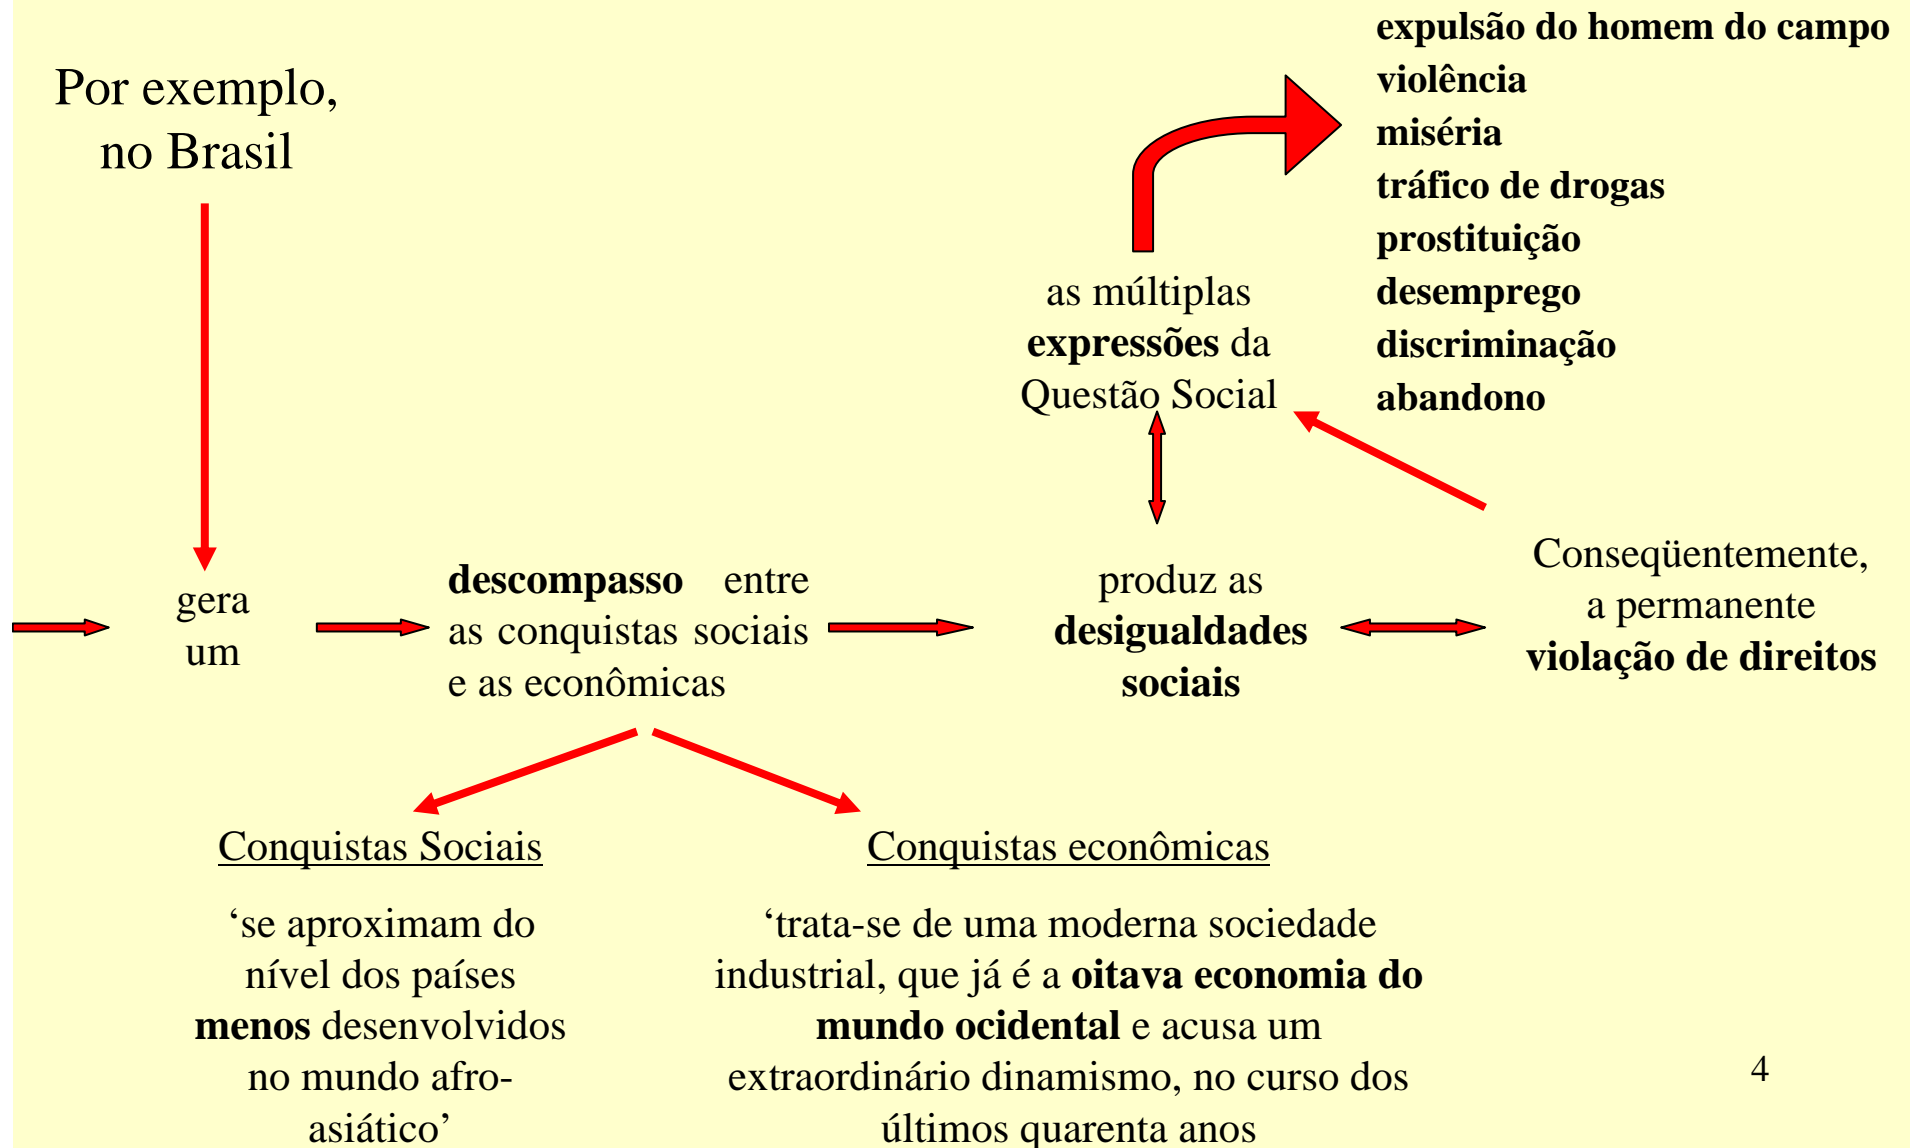 Por exemplo,
no Brasil
expulsão do homem do campo
violência
miséria
tráfico de drogas
prostituição
desemprego
discriminação
abandono
as múltiplas
expressões da
Questão Social
gera
um
descompasso entre
as conquistas sociais
e as econômicas
produz as
desigualdades
sociais
Conseqüentemente,
a permanente
violação de direitos
Conquistas Sociais
‘se aproximam do
nível dos países
menos desenvolvidos
no mundo afro-
asiático’
Conquistas econômicas
‘trata-se de uma moderna sociedade
industrial, que já é a oitava economia do
mundo ocidental e acusa um
extraordinário dinamismo, no curso dos
últimos quarenta anos
4